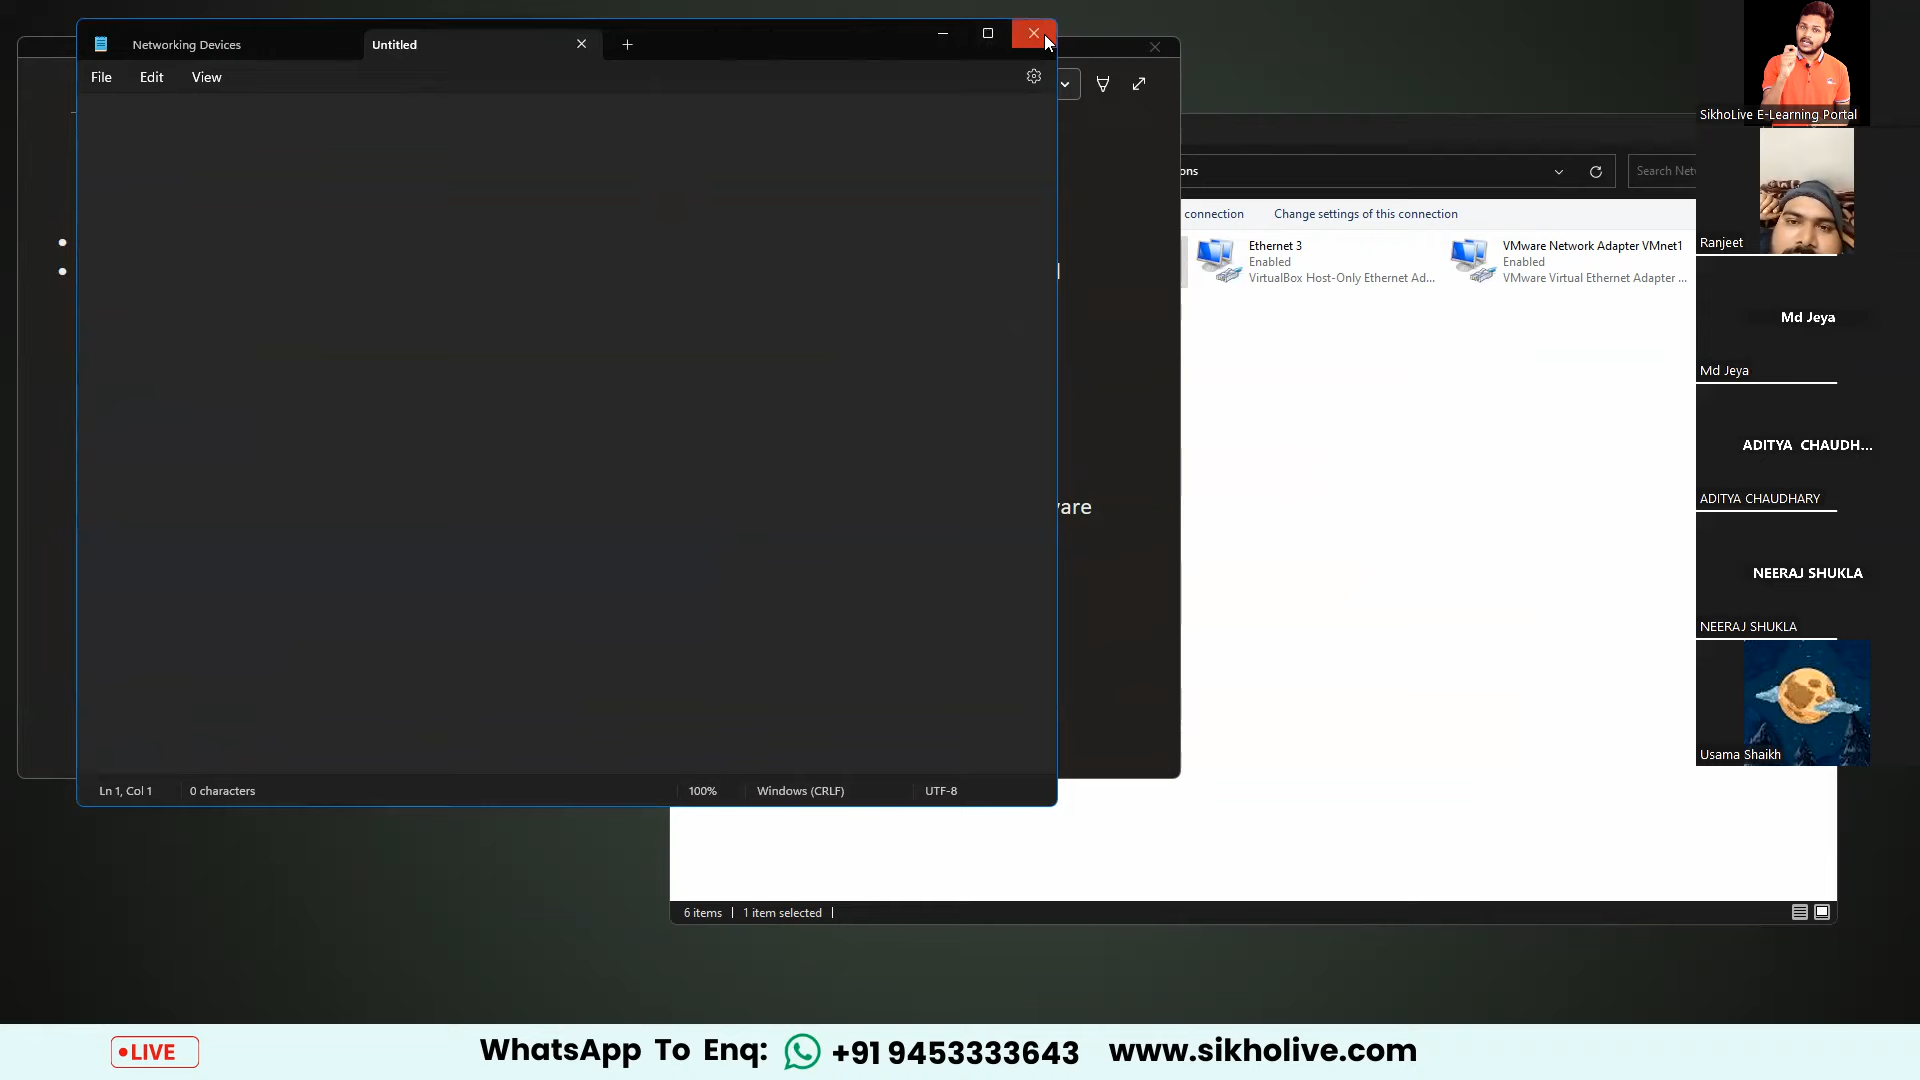 Networking Devices
Untitled
File
Edit
View
ons
Search Net
connection
Change settings of this connection
Ethernet 3
Enabled
VirtualBox Host-Only Ethernet Ad...
VMware Network Adapter VMnet1
Enabled
VMware Virtual Ethernet Adapter ...
are
Ln 1, Col 1
0 characters
100%
Windows (CRLF)
UTF-8
6 items
1 item selected
SikhoLive E-Learning Portal
Ranjeet
Md Jeya
Md Jeya
ADITYA CHAUDH...
ADITYA CHAUDHARY
NEERAJ SHUKLA
NEERAJ SHUKLA
Usama Shaikh
LIVE
WhatsApp To Enq: +91 9453333643 www.sikholive.com